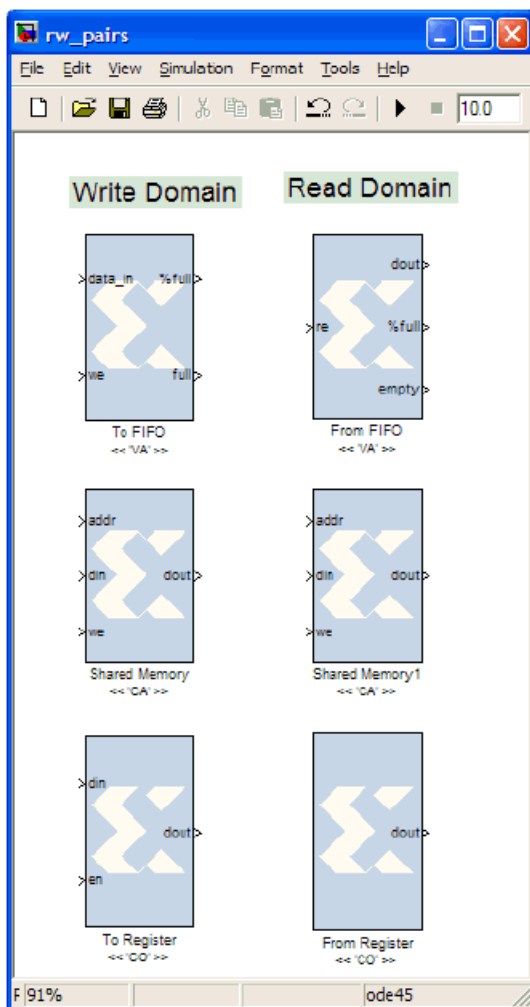 rw_pairs
File Edit View Simulation Format Tools Help
10.0
Write Domain
Read Domain
data_in
%full
we
full
To FIFO
<< 'VA' >>
dout
re
%full
empty
From FIFO
<< 'VA' >>
addr
din
dout
we
Shared Memory
<< 'CA' >>
addr
din
dout
we
Shared Memory1
<< 'CA' >>
din
dout
en
To Register
<< 'CO' >>
dout
From Register
<< 'CO' >>
F 91%
ode45